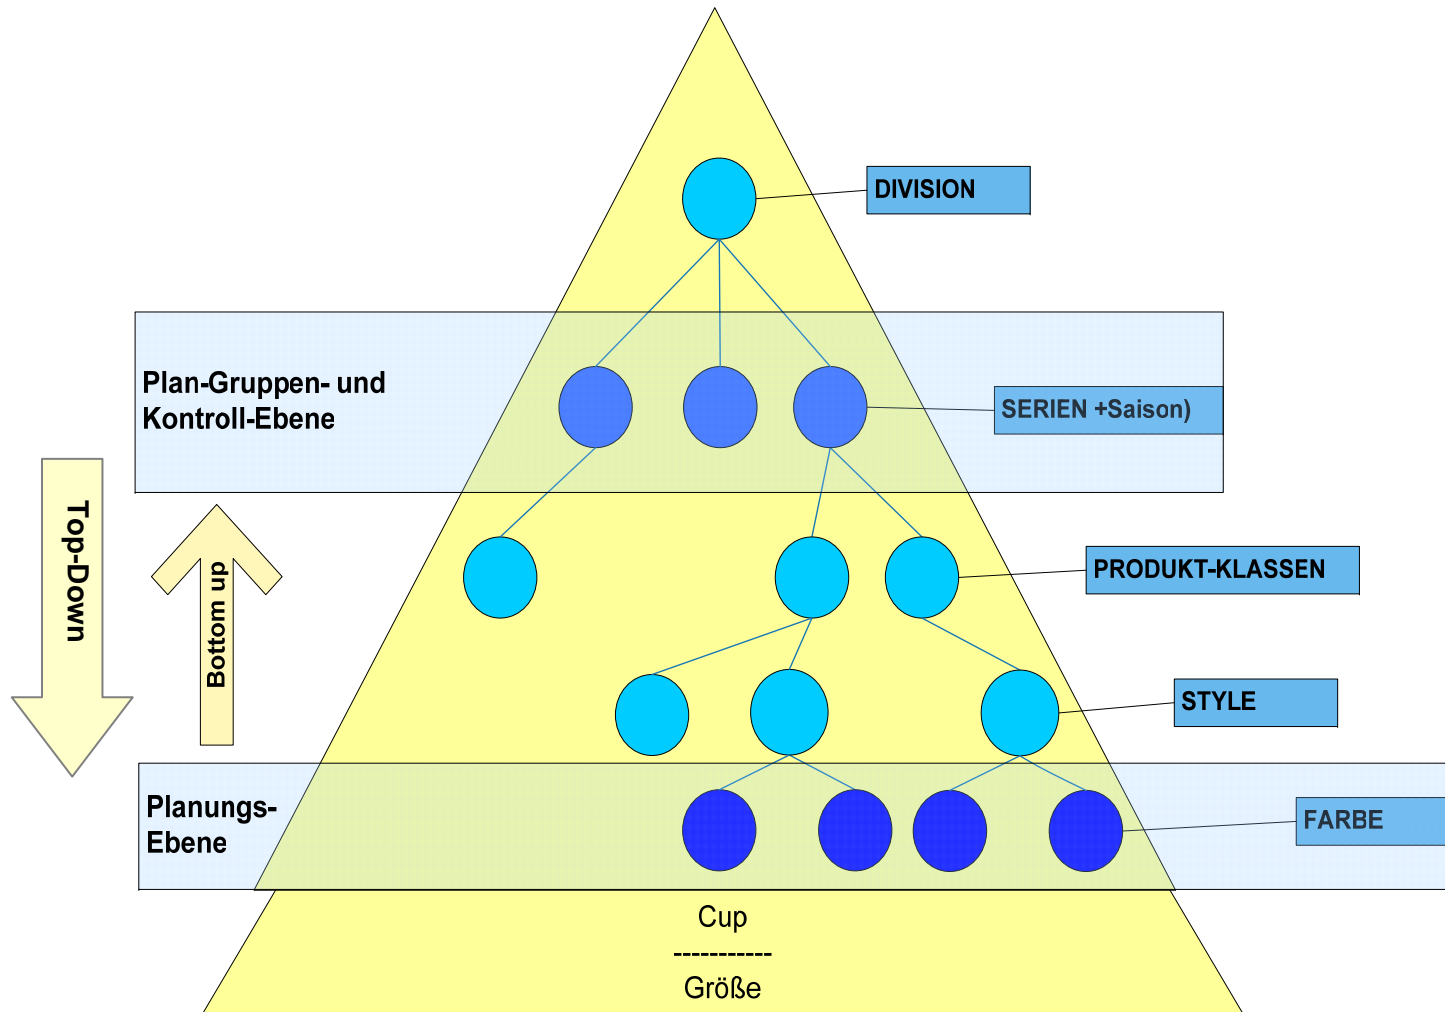 DIVISION
Plan-Gruppen- und
Kontroll-Ebene
SERIEN +Saison)
Top-Down
Bottom up
PRODUKT-KLASSEN
STYLE
Planungs-
Ebene
FARBE
Cup
-----------
Größe